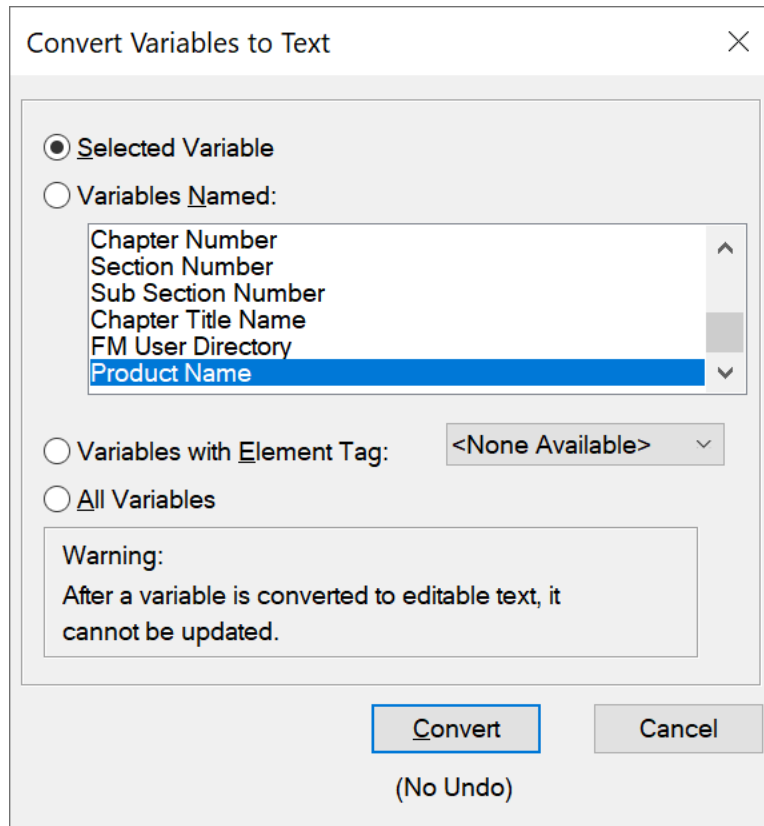 Convert Variables to Text
Selected Variable
Variables Named:
Chapter Number
Section Number
Sub Section Number
Chapter Title Name
FM User Directory
Product Name
Variables with Element Tag:
<None Available>
All Variables
Warning:
After a variable is converted to editable text, it
cannot be updated.
Convert
Cancel
(No Undo)